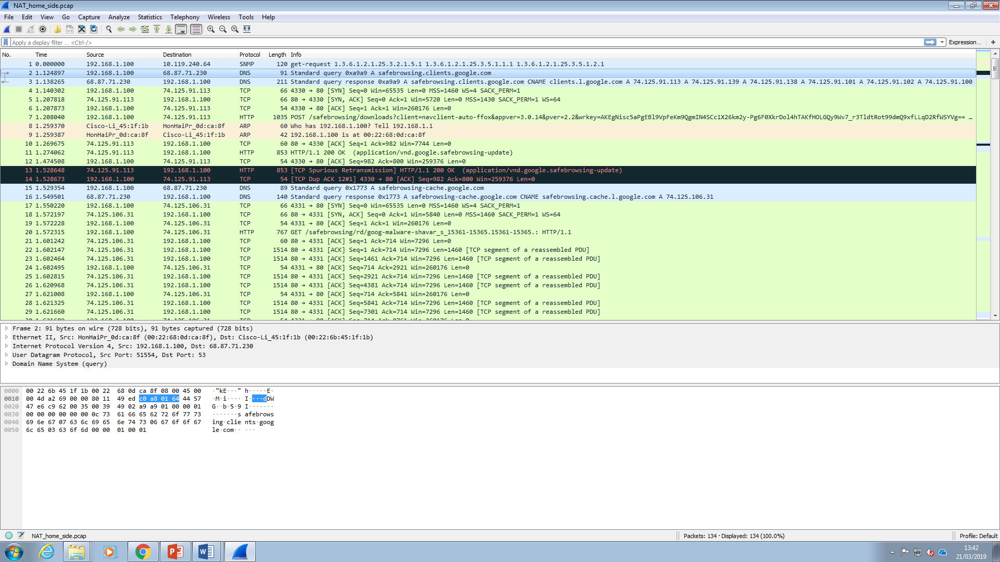 NAT_home_side.pcap
File Edit View Go Capture Analyze Statistics Telephony Wireless Tools Help
Apply a display filter ... <Ctrl-/> Expression... +
No. Time Source Destination Protocol Length Info
1 0.000000 192.168.1.100 10.119.240.64 SNMP 120 get-request 1.3.6.1.2.1.25.3.2.1.5.1 1.3.6.1.2.1.25.3.5.1.1.1 1.3.6.1.2.1.25.3.5.1.2.1
2 1.124897 192.168.1.100 68.87.71.230 DNS 91 Standard query 0xa9a9 A safebrowsing.clients.google.com
3 1.138265 68.87.71.230 192.168.1.100 DNS 211 Standard query response 0xa9a9 A safebrowsing.clients.google.com CNAME clients.l.google.com A 74.125.91.113 A 74.125.91.139 A 74.125.91.138 A 74.125.91.101 A 74.125.91.102 A 74.125.91.100
4 1.140302 192.168.1.100 74.125.91.113 TCP 66 4330 → 80 [SYN] Seq=0 Win=65535 Len=0 MSS=1460 WS=4 SACK_PERM=1
5 1.207818 74.125.91.113 192.168.1.100 TCP 66 80 → 4330 [SYN, ACK] Seq=0 Ack=1 Win=5720 Len=0 MSS=1430 SACK_PERM=1 WS=64
6 1.207873 192.168.1.100 74.125.91.113 TCP 54 4330 → 80 [ACK] Seq=1 Ack=1 Win=260176 Len=0
7 1.208040 192.168.1.100 74.125.91.113 HTTP 1035 POST /safebrowsing/downloads?client=navclient-auto-ffox&appver=3.0.14&pver=2.2&wrkey=AKEgNisc5aPgEBl9VpFeKm9QgmIN4SCc1X26km2y-Pg6F0XkrDol4hTAKfHOLGQy9Wv7_r3TldtRot99dmQ9xfLLqD2RfWSYVg== …
8 1.259370 Cisco-Li_45:1f:1b HonHaiPr_0d:ca:8f ARP 60 Who has 192.168.1.100? Tell 192.168.1.1
9 1.259387 HonHaiPr_0d:ca:8f Cisco-Li_45:1f:1b ARP 42 192.168.1.100 is at 00:22:68:0d:ca:8f
10 1.269675 74.125.91.113 192.168.1.100 TCP 60 80 → 4330 [ACK] Seq=1 Ack=982 Win=7744 Len=0
11 1.274062 74.125.91.113 192.168.1.100 HTTP 853 HTTP/1.1 200 OK (application/vnd.google.safebrowsing-update)
12 1.474508 192.168.1.100 74.125.91.113 TCP 54 4330 → 80 [ACK] Seq=982 Ack=800 Win=259376 Len=0
13 1.528648 74.125.91.113 192.168.1.100 HTTP 853 [TCP Spurious Retransmission] HTTP/1.1 200 OK (application/vnd.google.safebrowsing-update)
14 1.528673 192.168.1.100 74.125.91.113 TCP 54 [TCP Dup ACK 12#1] 4330 → 80 [ACK] Seq=982 Ack=800 Win=259376 Len=0
15 1.529354 192.168.1.100 68.87.71.230 DNS 89 Standard query 0x1773 A safebrowsing-cache.google.com
16 1.549501 68.87.71.230 192.168.1.100 DNS 140 Standard query response 0x1773 A safebrowsing-cache.google.com CNAME safebrowsing.cache.l.google.com A 74.125.106.31
17 1.550220 192.168.1.100 74.125.106.31 TCP 66 4331 → 80 [SYN] Seq=0 Win=65535 Len=0 MSS=1460 WS=4 SACK_PERM=1
18 1.572197 74.125.106.31 192.168.1.100 TCP 66 80 → 4331 [SYN, ACK] Seq=0 Ack=1 Win=5840 Len=0 MSS=1460 SACK_PERM=1 WS=64
19 1.572228 192.168.1.100 74.125.106.31 TCP 54 4331 → 80 [ACK] Seq=1 Ack=1 Win=260176 Len=0
20 1.572315 192.168.1.100 74.125.106.31 HTTP 767 GET /safebrowsing/rd/goog-malware-shavar_s_15361-15365.15361-15365.: HTTP/1.1
21 1.601242 74.125.106.31 192.168.1.100 TCP 60 80 → 4331 [ACK] Seq=1 Ack=714 Win=7296 Len=0
22 1.602147 74.125.106.31 192.168.1.100 TCP 1514 80 → 4331 [ACK] Seq=1 Ack=714 Win=7296 Len=1460 [TCP segment of a reassembled PDU]
23 1.602464 74.125.106.31 192.168.1.100 TCP 1514 80 → 4331 [ACK] Seq=1461 Ack=714 Win=7296 Len=1460 [TCP segment of a reassembled PDU]
24 1.602495 192.168.1.100 74.125.106.31 TCP 54 4331 → 80 [ACK] Seq=714 Ack=2921 Win=260176 Len=0
25 1.602815 74.125.106.31 192.168.1.100 TCP 1514 80 → 4331 [ACK] Seq=2921 Ack=714 Win=7296 Len=1460 [TCP segment of a reassembled PDU]
26 1.620968 74.125.106.31 192.168.1.100 TCP 1514 80 → 4331 [ACK] Seq=4381 Ack=714 Win=7296 Len=1460 [TCP segment of a reassembled PDU]
27 1.621008 192.168.1.100 74.125.106.31 TCP 54 4331 → 80 [ACK] Seq=714 Ack=5841 Win=260176 Len=0
28 1.621325 74.125.106.31 192.168.1.100 TCP 1514 80 → 4331 [ACK] Seq=5841 Ack=714 Win=7296 Len=1460 [TCP segment of a reassembled PDU]
29 1.621660 74.125.106.31 192.168.1.100 TCP 1514 80 → 4331 [ACK] Seq=7301 Ack=714 Win=7296 Len=1460 [TCP segment of a reassembled PDU]
Frame 2: 91 bytes on wire (728 bits), 91 bytes captured (728 bits)
Ethernet II, Src: HonHaiPr_0d:ca:8f (00:22:68:0d:ca:8f), Dst: Cisco-Li_45:1f:1b (00:22:6b:45:1f:1b)
Internet Protocol Version 4, Src: 192.168.1.100, Dst: 68.87.71.230
User Datagram Protocol, Src Port: 51554, Dst Port: 53
Domain Name System (query)
0000 00 22 6b 45 1f 1b 00 22 68 0d ca 8f 08 00 45 00 ·"kE···" h·····E·
0010 00 4d a2 69 00 00 80 11 49 ed c0 a8 01 64 44 57 ·M·i···· I····dDW
0020 47 e6 c9 62 00 35 00 39 49 02 a9 a9 01 00 00 01 G··b·5·9 I·······
0030 00 00 00 00 00 00 0c 73 61 66 65 62 72 6f 77 73 ·······s afebrows
0040 69 6e 67 07 63 6c 69 65 6e 74 73 06 67 6f 6f 67 ing·clie nts·goog
0050 6c 65 03 63 6f 6d 00 00 01 00 01 le·com·· ···
NAT_home_side.pcap Packets: 134 · Displayed: 134 (100.0%) Profile: Default
13:42
21/03/2019